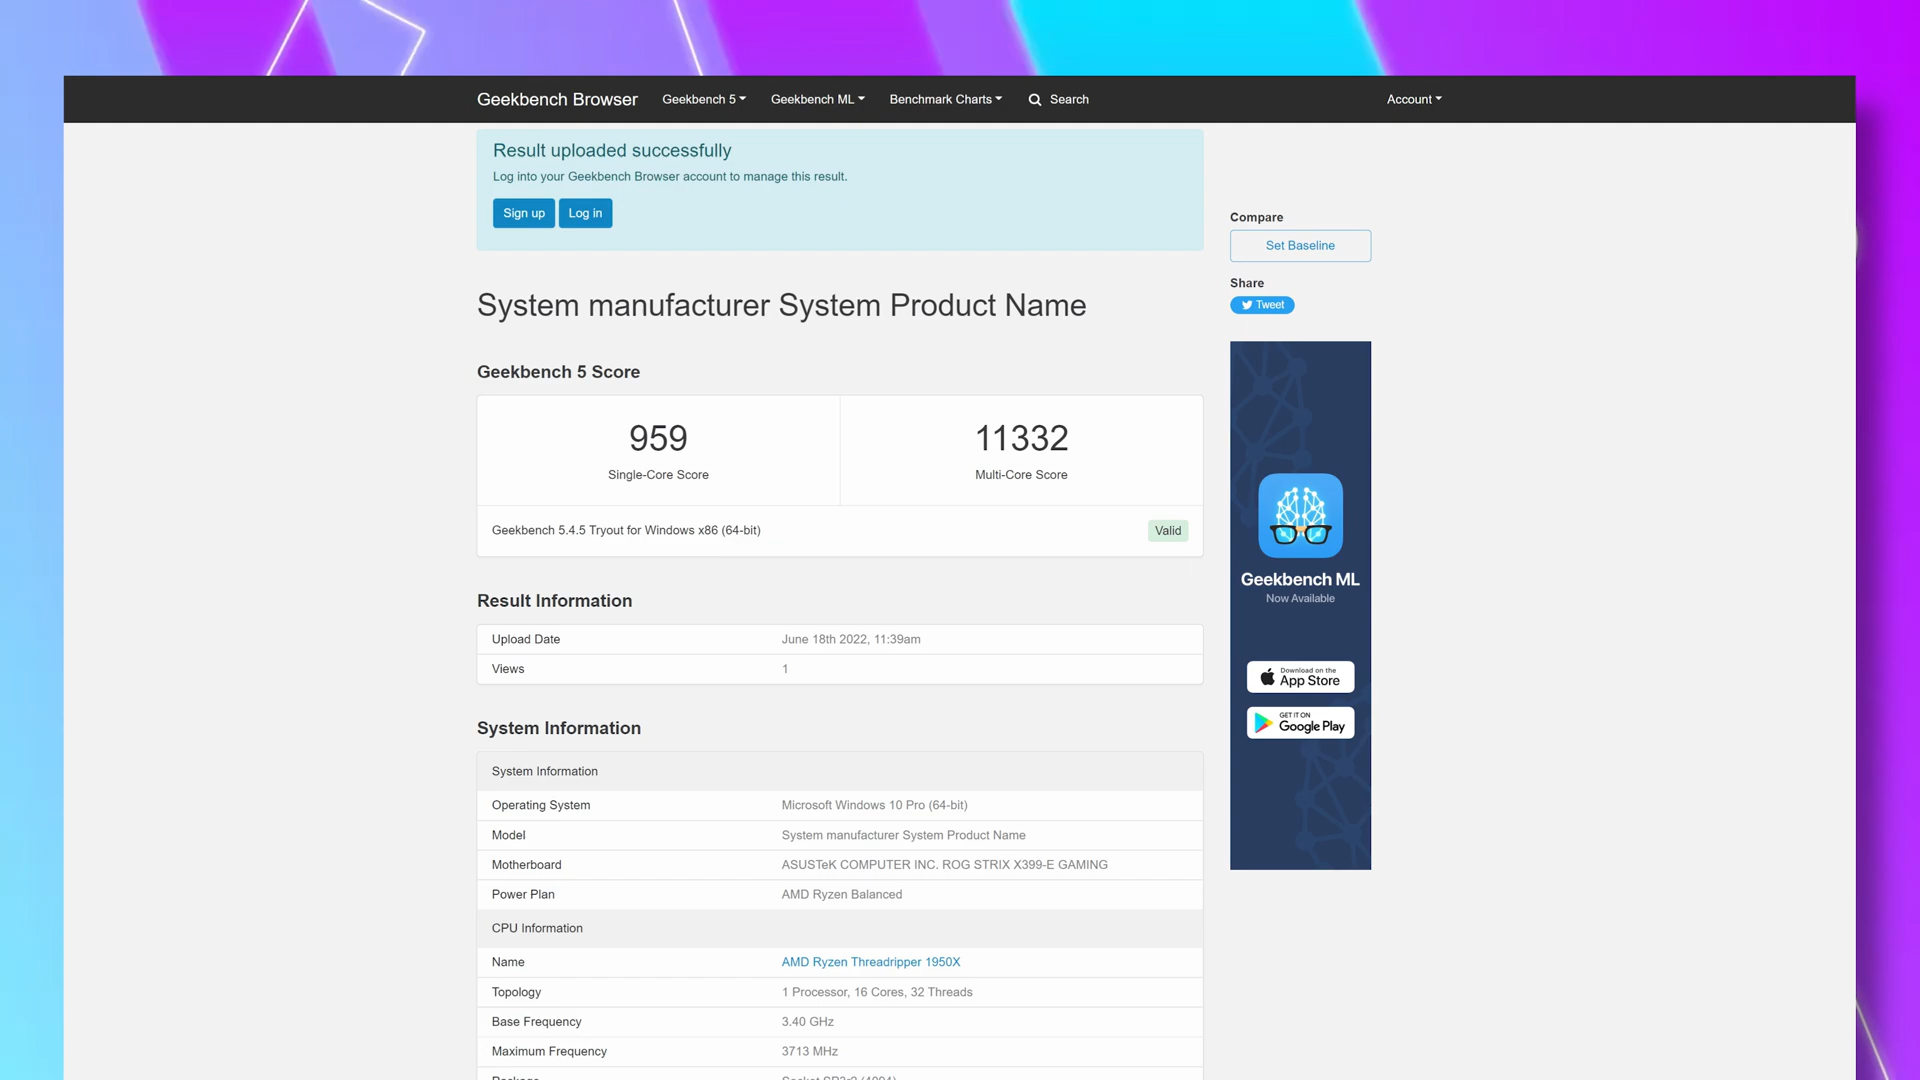 Geekbench Browser
Geekbench 5
Geekbench ML
Benchmark Charts
Search
Account
Result uploaded successfully
Log into your Geekbench Browser account to manage this result.
Sign up
Log in
Compare
Set Baseline
Share
Tweet
System manufacturer System Product Name
Geekbench 5 Score
959
Single-Core Score
11332
Multi-Core Score
Geekbench 5.4.5 Tryout for Windows x86 (64-bit)
Valid
Geekbench ML
Now Available
Download on the
App Store
GET IT ON
Google Play
Result Information
Upload Date June 18th 2022, 11:39am
Views 1
System Information
System Information
Operating System Microsoft Windows 10 Pro (64-bit)
Model System manufacturer System Product Name
Motherboard ASUSTeK COMPUTER INC. ROG STRIX X399-E GAMING
Power Plan AMD Ryzen Balanced
CPU Information
Name AMD Ryzen Threadripper 1950X
Topology 1 Processor, 16 Cores, 32 Threads
Base Frequency 3.40 GHz
Maximum Frequency 3713 MHz